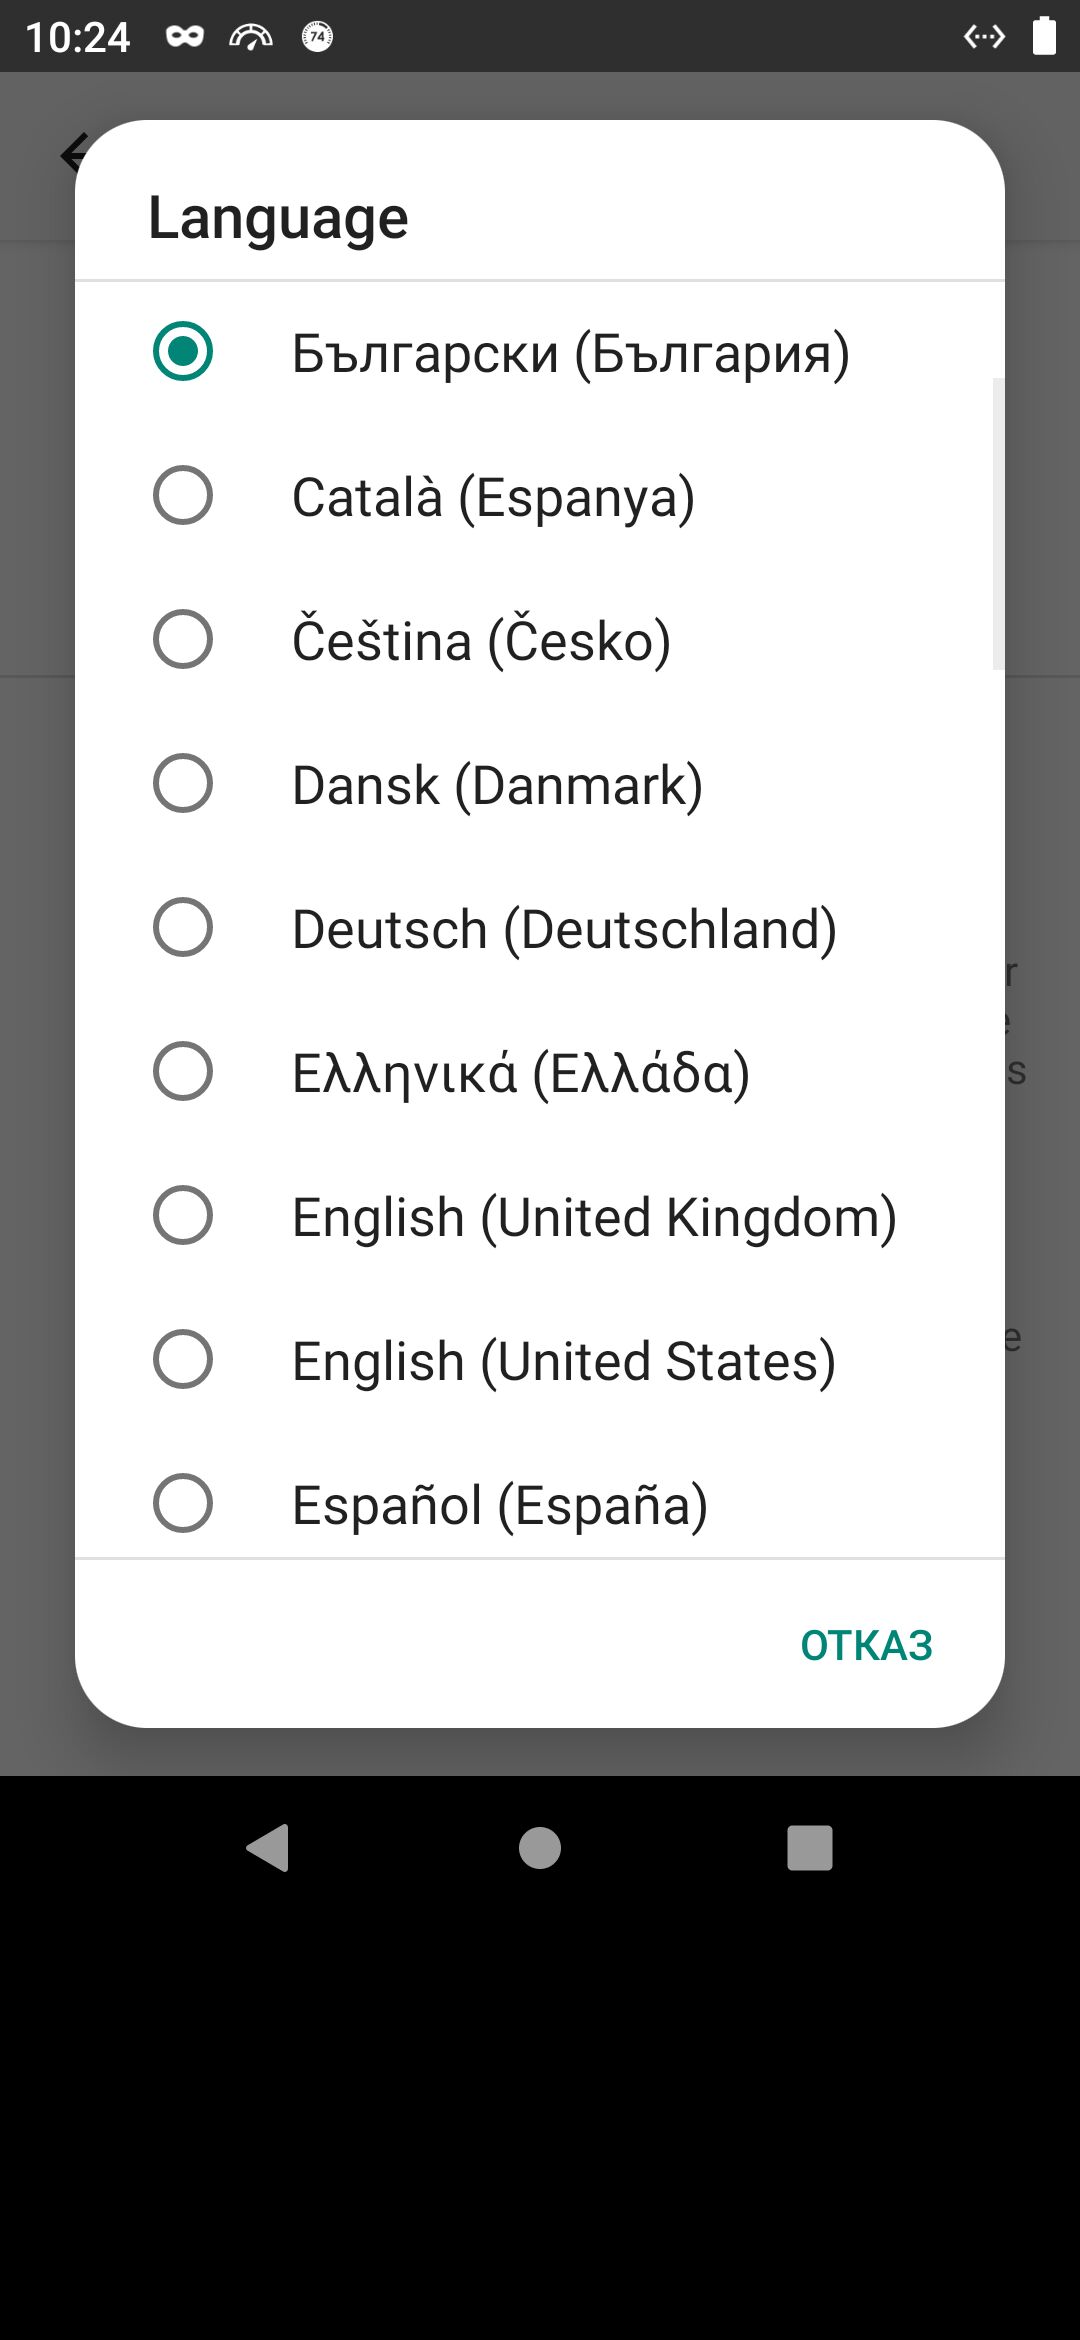 10:24
74
Language
Български (България)
Català (Espanya)
Čeština (Česko)
Dansk (Danmark)
Deutsch (Deutschland)
Ελληνικά (Ελλάδα)
English (United Kingdom)
English (United States)
Español (España)
ОТКАЗ